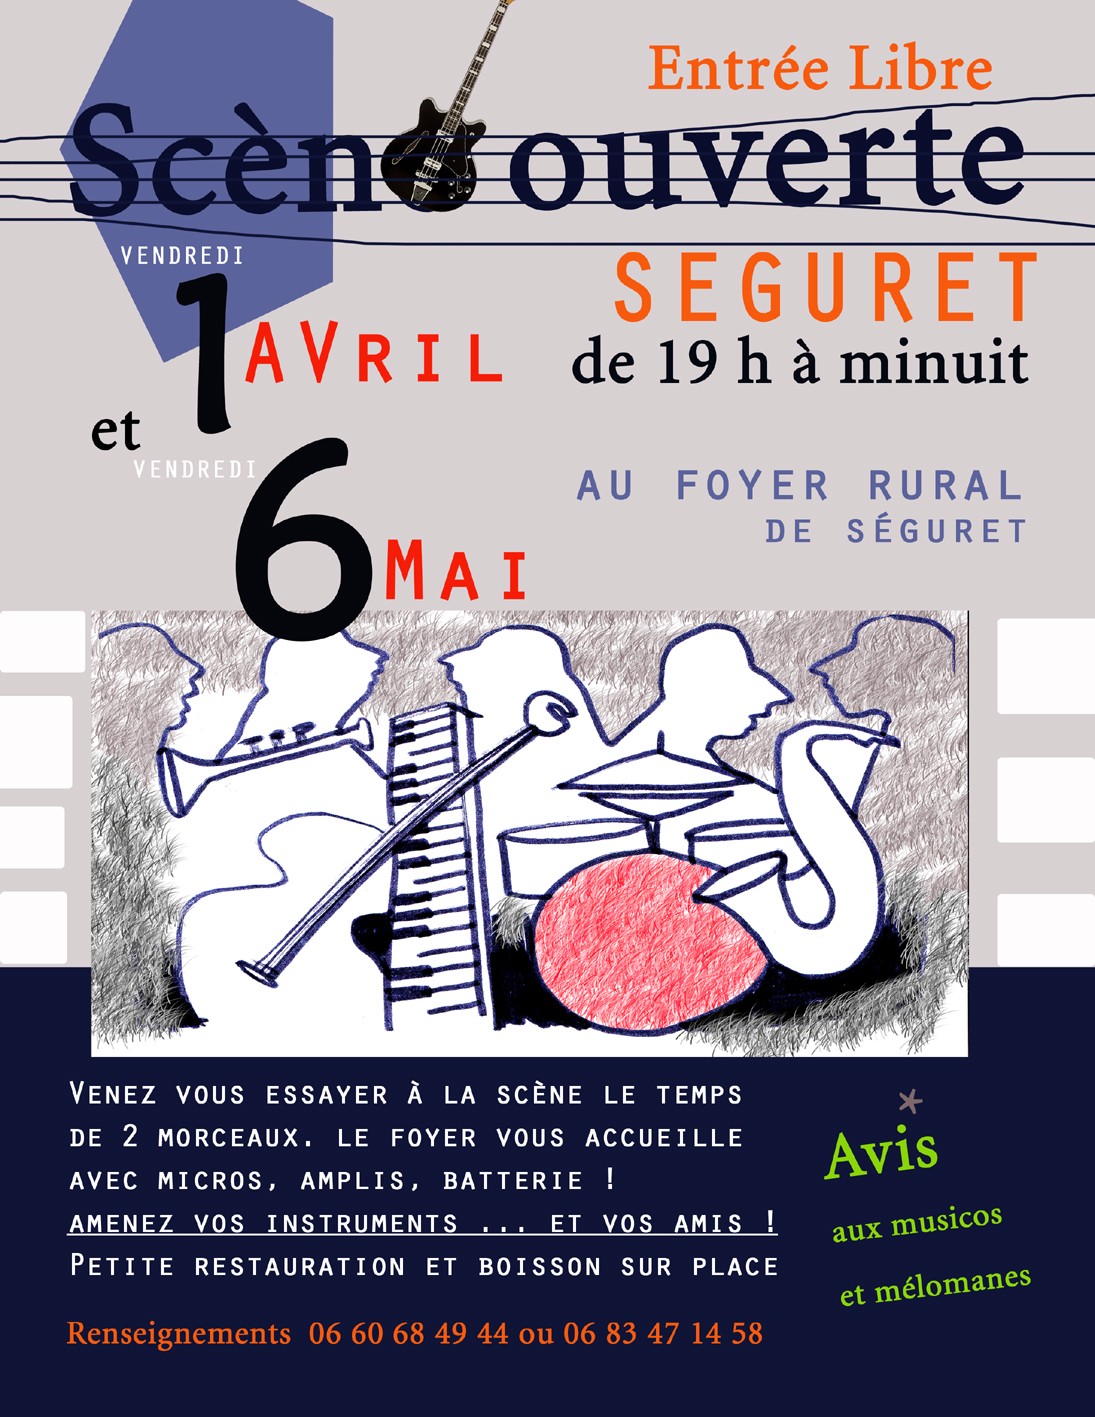 Entrée Libre
Scèn ouverte
VENDREDI
1 AVRIL
SEGURET
de 19 h à minuit
et
VENDREDI
6 MAI
AU FOYER RURAL
DE SÉGURET
VENEZ VOUS ESSAYER À LA SCÈNE LE TEMPS
DE 2 MORCEAUX. LE FOYER VOUS ACCUEILLE
AVEC MICROS, AMPLIS, BATTERIE !
AMENEZ VOS INSTRUMENTS ... ET VOS AMIS !
PETITE RESTAURATION ET BOISSON SUR PLACE
*
Avis
aux musicos
et mélomanes
Renseignements 06 60 68 49 44 ou 06 83 47 14 58